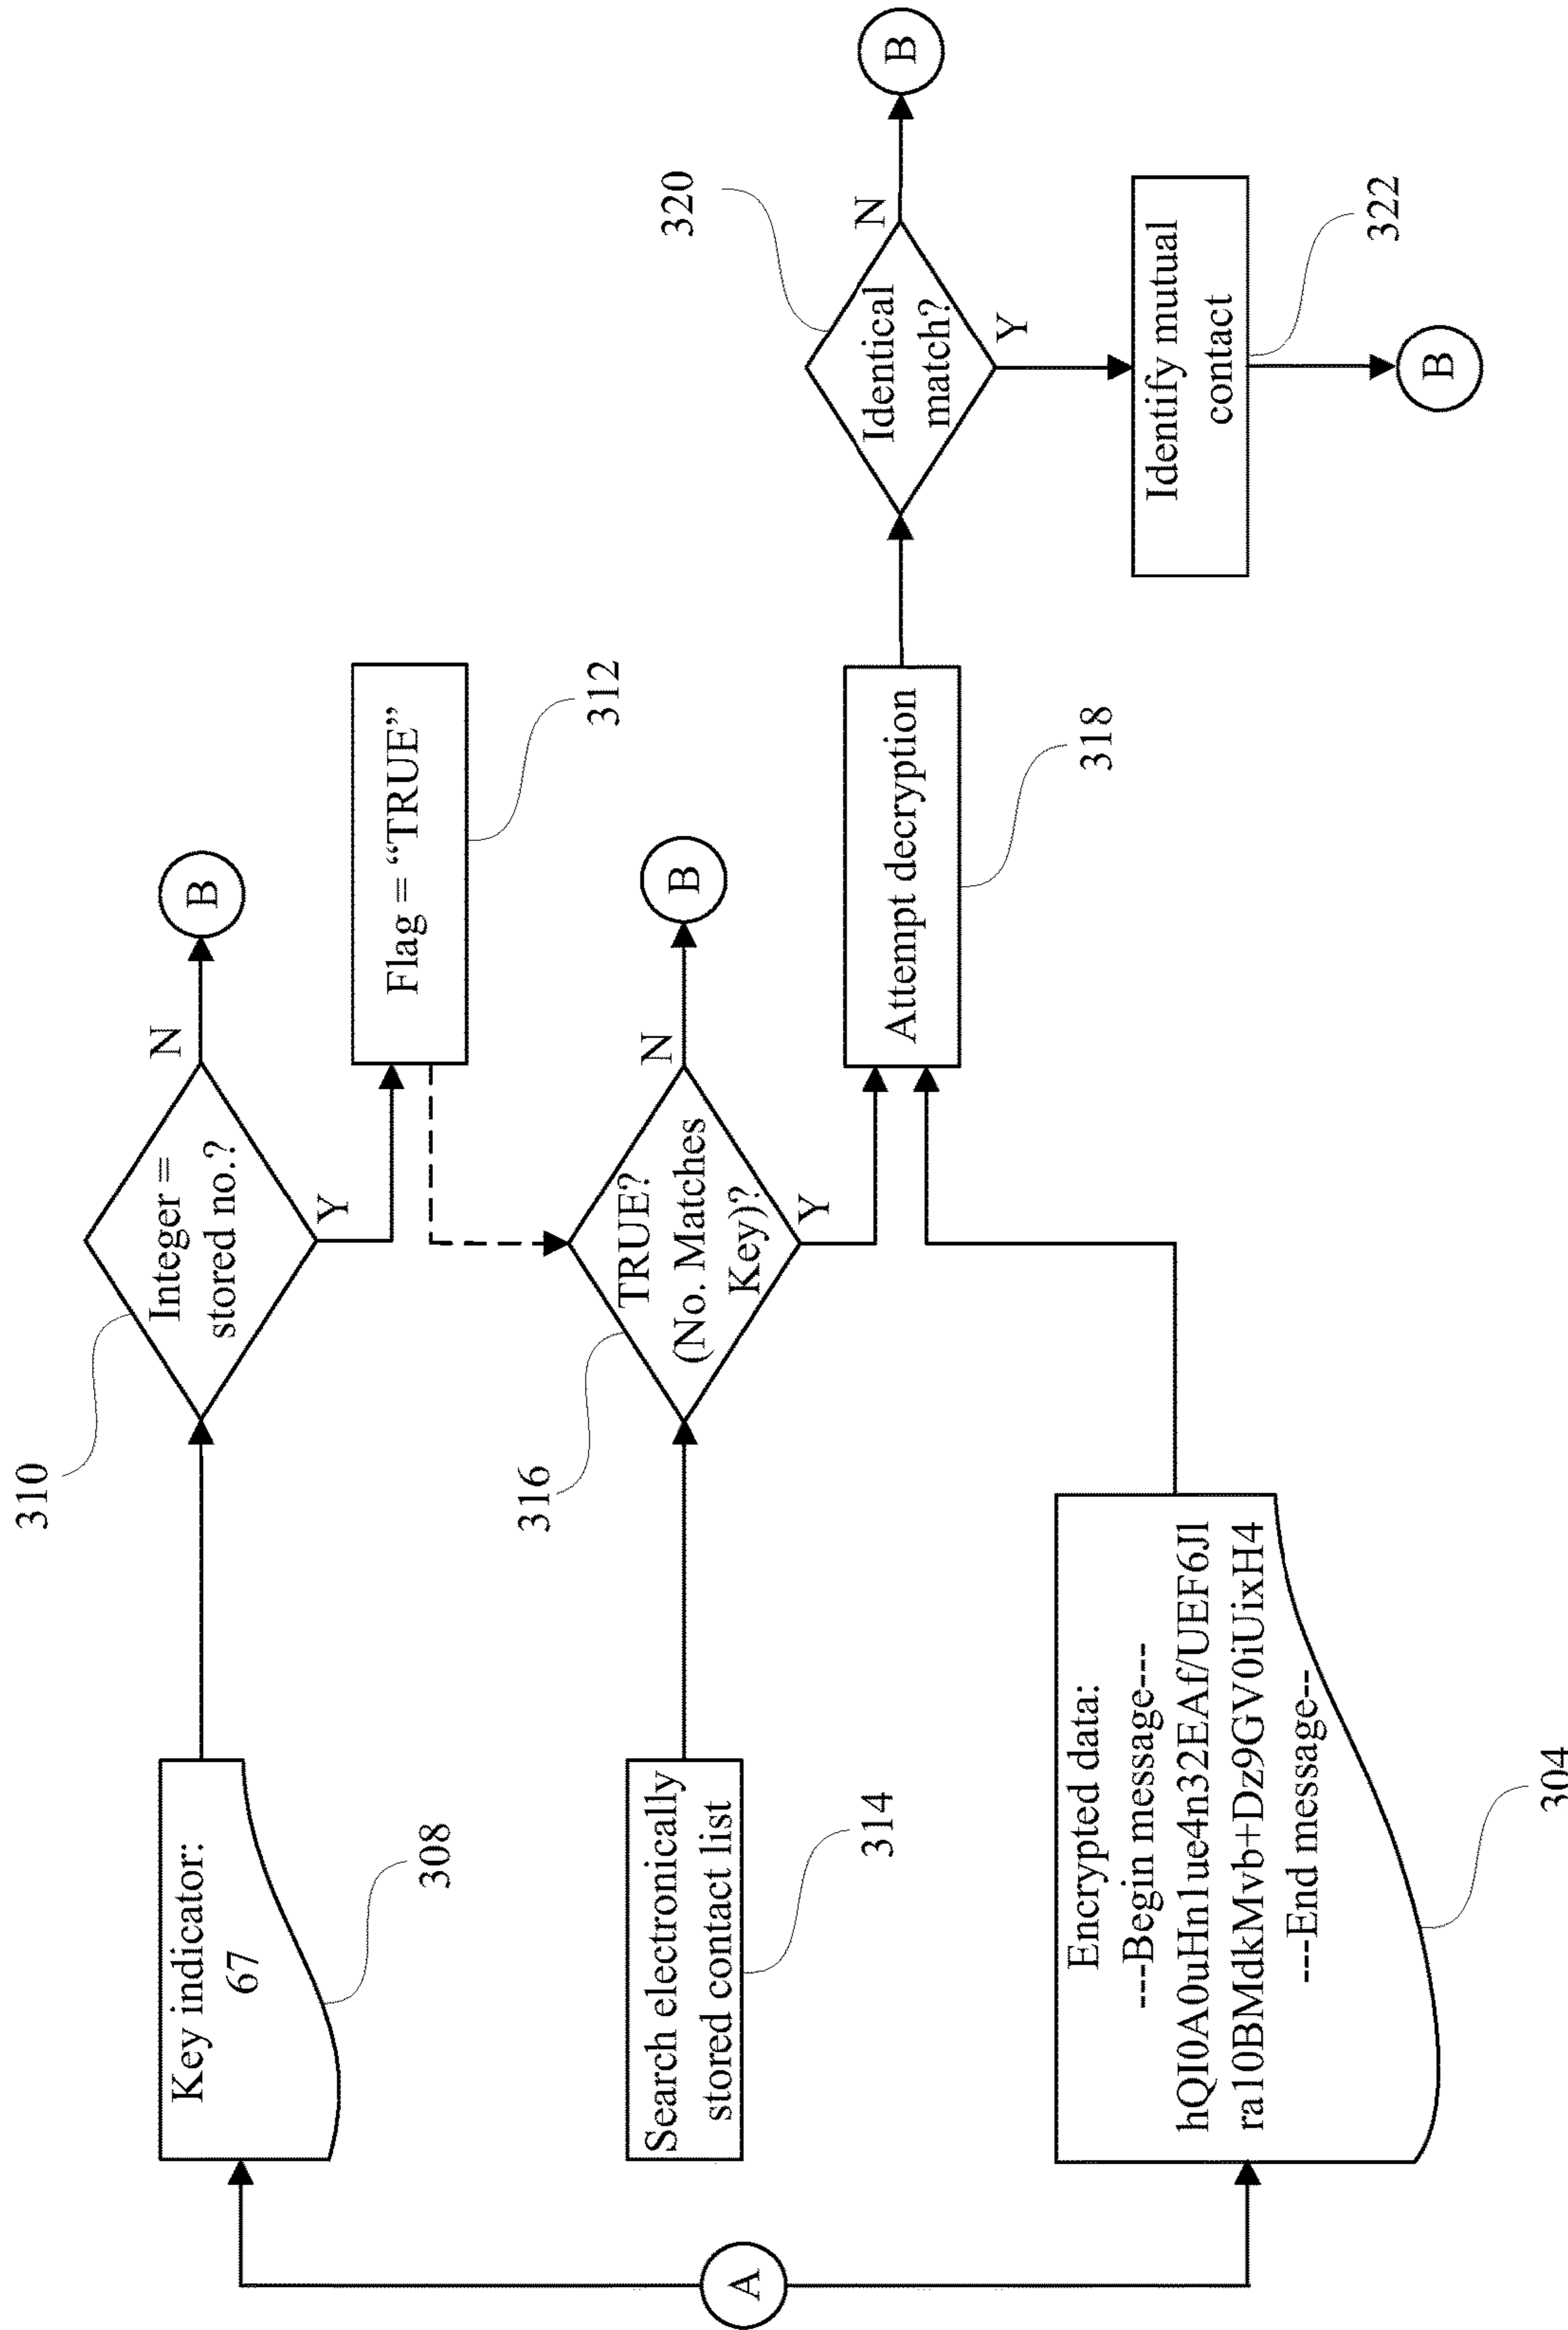 A
Key indicator:
67
308
310
Integer =
stored no.?
N
B
Y
Flag = “TRUE”
312
Search electronically
stored contact list
314
316
TRUE?
(No. Matches
Key)?
N
B
Y
Encrypted data:
----Begin message----
hQI0A0uHn1ue4n32EAf/UEF6Jl
ra10BMdkMvb+Dz9GV0iUixH4
---End message--
304
Attempt decryption
318
320
Identical
match?
N
B
Y
Identify mutual
contact
322
B